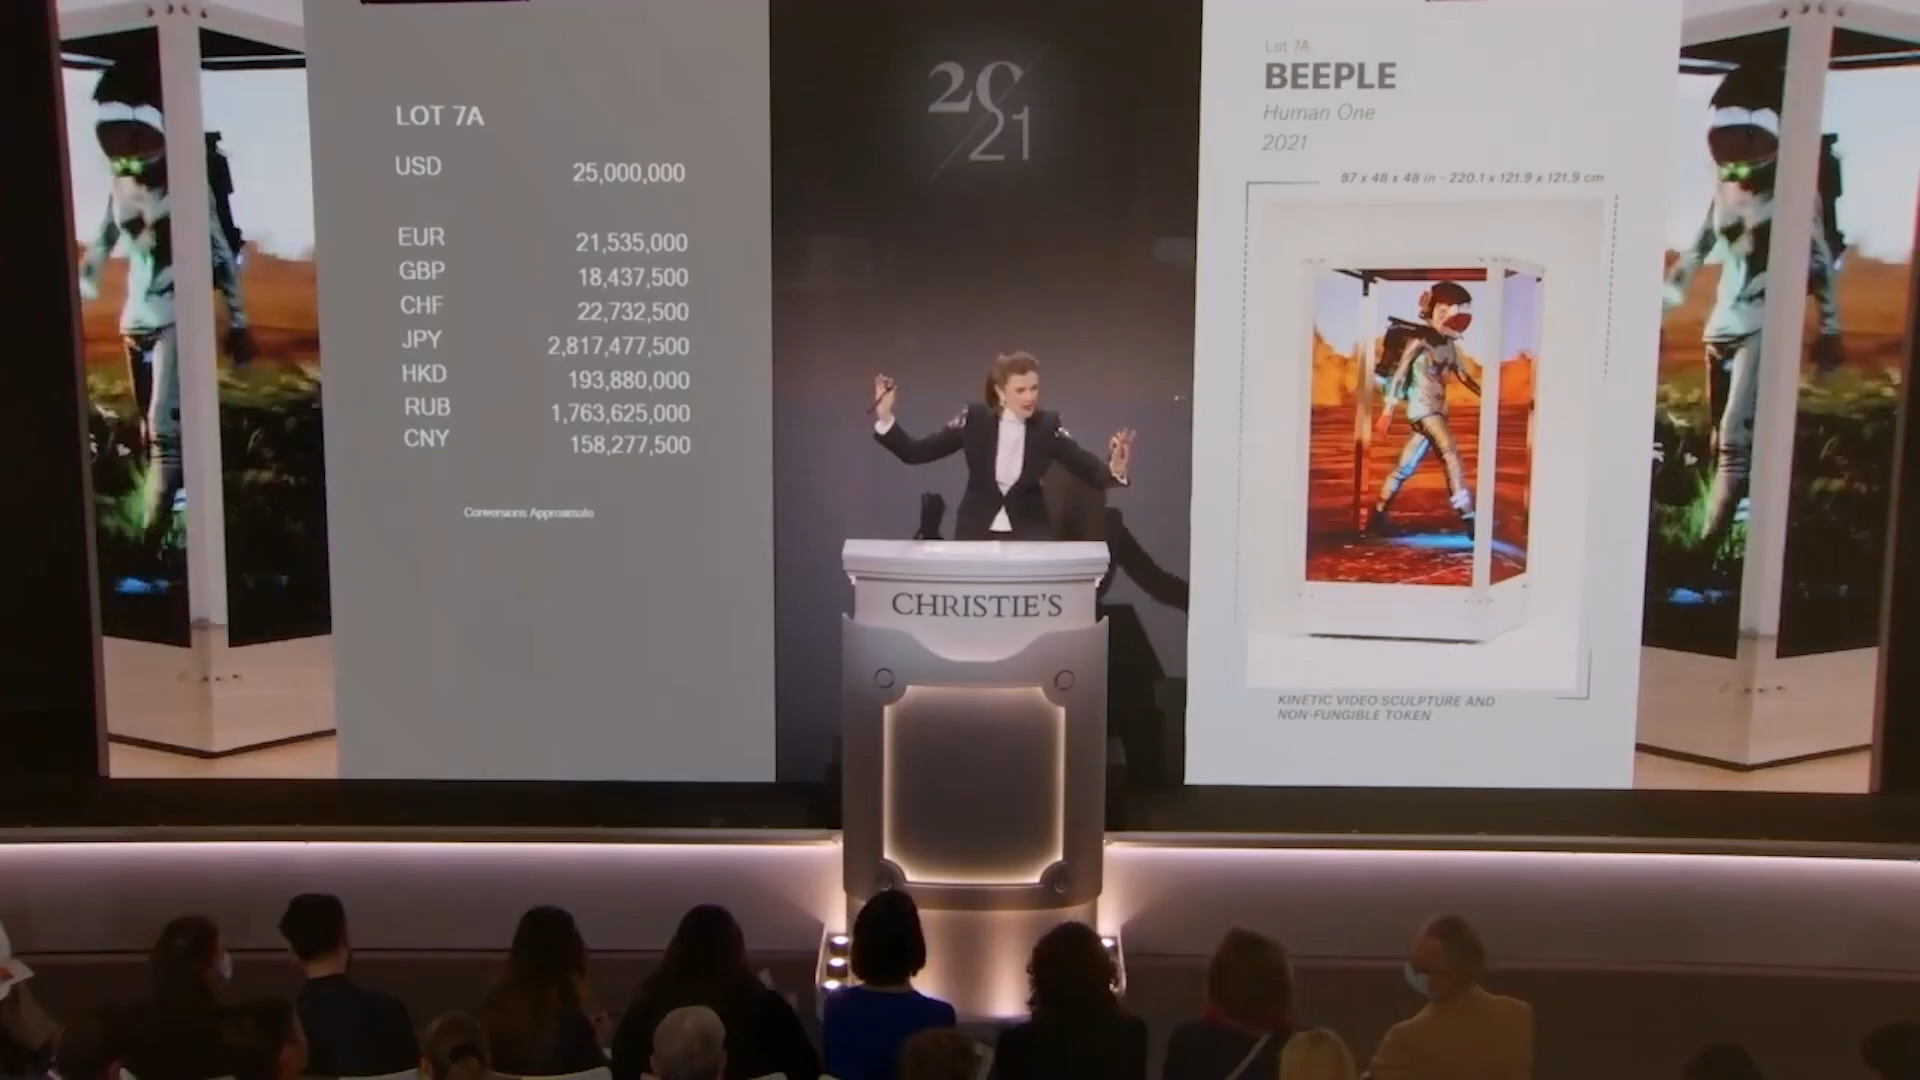 LOT 7A
USD 25,000,000
EUR 21,535,000
GBP 18,437,500
CHF 22,732,500
JPY 2,817,477,500
HKD 193,880,000
RUB 1,763,625,000
CNY 158,277,500
Conversions Approximate
20/21
CHRISTIE'S
Lot 7A
BEEPLE
Human One
2021
87 x 48 x 48 in - 220.1 x 121.9 x 121.9 cm
KINETIC VIDEO SCULPTURE AND
NON-FUNGIBLE TOKEN